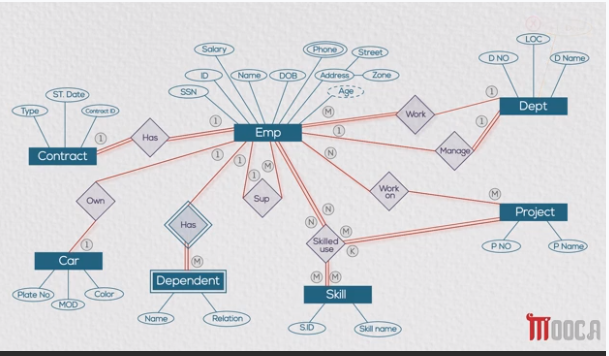 LOC
Salary
Phone
Street
D NO
D Name
ID
Name
DOB
Address
Zone
SSN
Age
ST. Date
Type
Contract ID
1
M
Work
1
Dept
Contract
1
Has
Emp
1
Manage
1
1
1
M
N
Own
Sup
Work on
M
Project
N
N
Has
M
Skilled use
K
P NO
P Name
1
M
M
M
Car
Dependent
Skill
Plate No
MOD
Color
Name
Relation
S.ID
Skill name
MOOCA